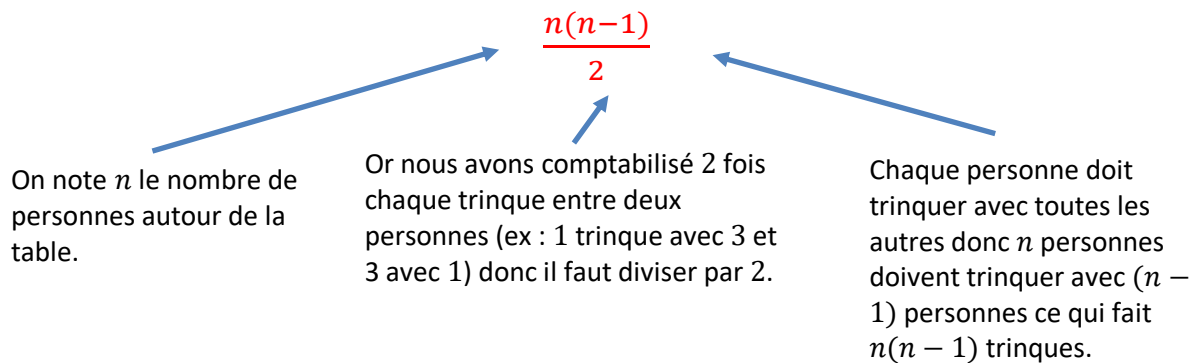 n(n−1)
2
On note n le nombre de
personnes autour de la
table.
Or nous avons comptabilisé 2 fois
chaque trinque entre deux
personnes (ex : 1 trinque avec 3 et
3 avec 1) donc il faut diviser par 2.
Chaque personne doit
trinquer avec toutes les
autres donc n personnes
doivent trinquer avec (n −
1) personnes ce qui fait
n(n − 1) trinques.